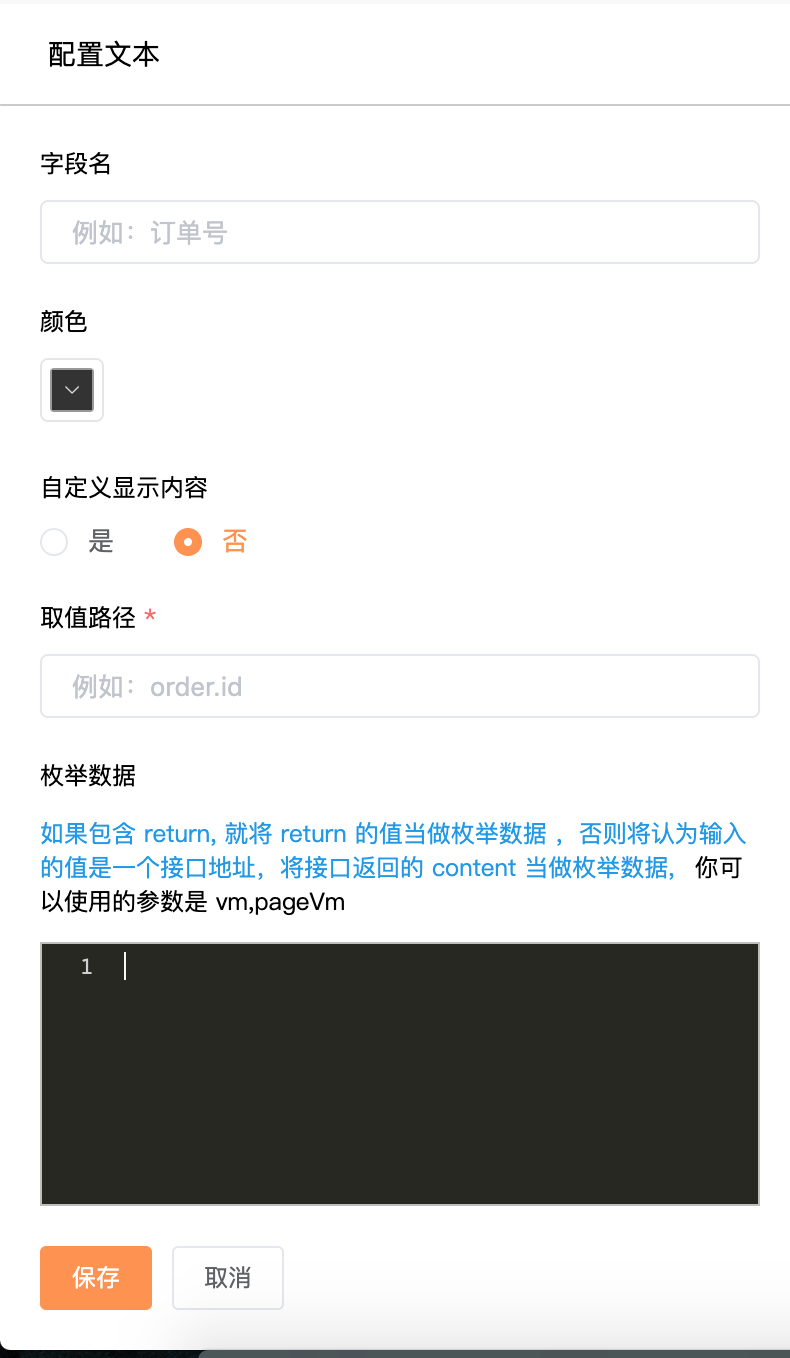 配置文本
字段名
例如：订单号
颜色
自定义显示内容
是 否
取值路径 *
例如：order.id
枚举数据
如果包含 return, 就将 return 的值当做枚举数据 ，否则将认为输入
的值是一个接口地址，将接口返回的 content 当做枚举数据， 你可
以使用的参数是 vm,pageVm
1
保存 取消